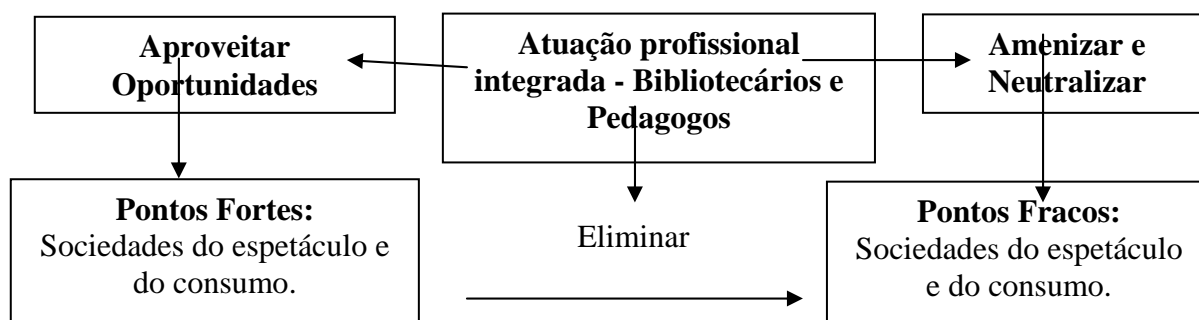 Aproveitar
Oportunidades
Atuação profissional
integrada - Bibliotecários e
Pedagogos
Amenizar e
Neutralizar
Pontos Fortes:
Sociedades do espetáculo e
do consumo.
Eliminar
Pontos Fracos:
Sociedades do espetáculo
e do consumo.